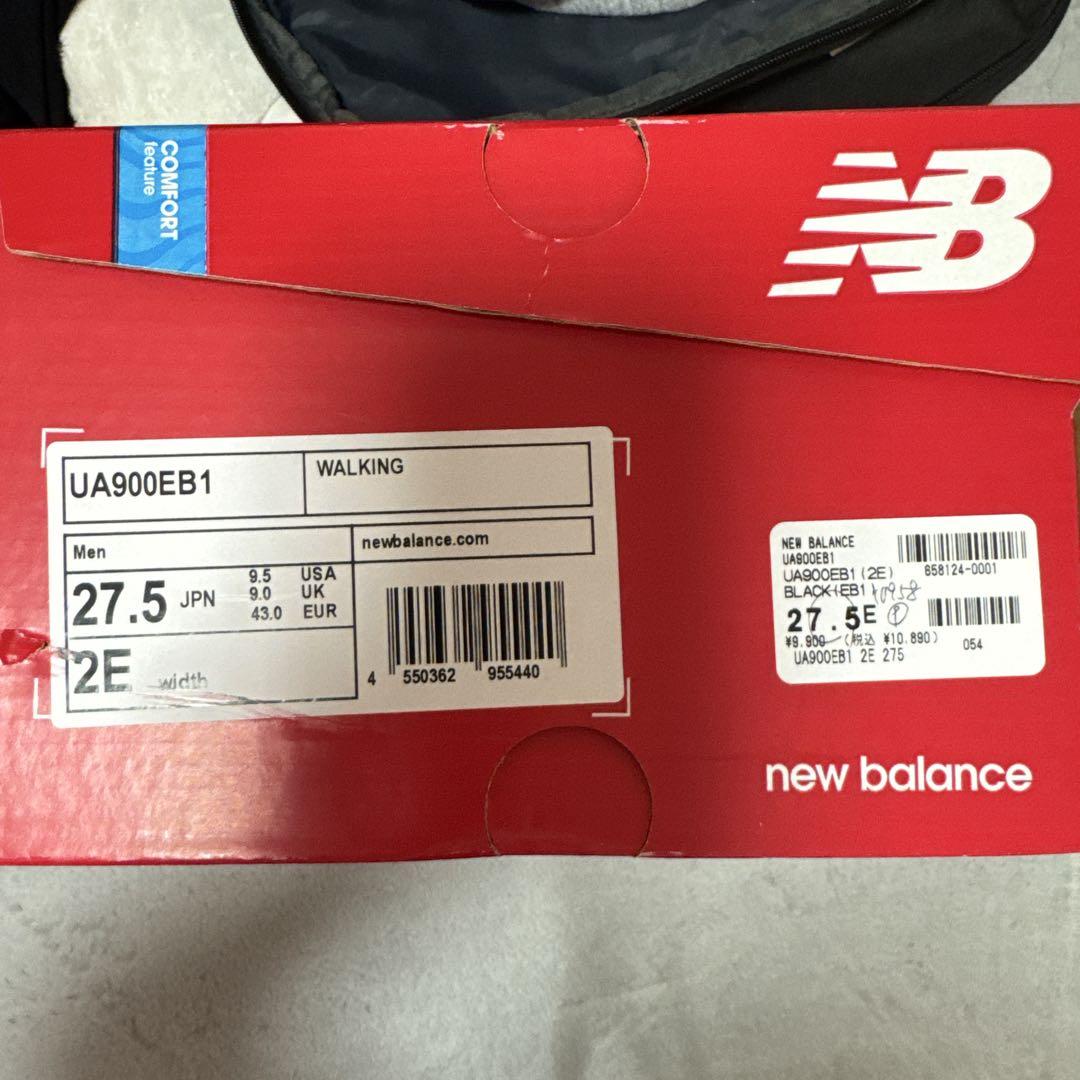 COMFORT
feature
NB
UA900EB1
WALKING
Men
newbalance.com
27.5 JPN
9.5 USA
9.0 UK
43.0 EUR
2E width
4 550362 955440
NEW BALANCE
UA900EB1
UA900EB1(2E)
658124-0001
BLACK(EB1)
27.5E
¥9.900 (税込 ¥10.890)
054
UA900EB1 2E 275
new balance